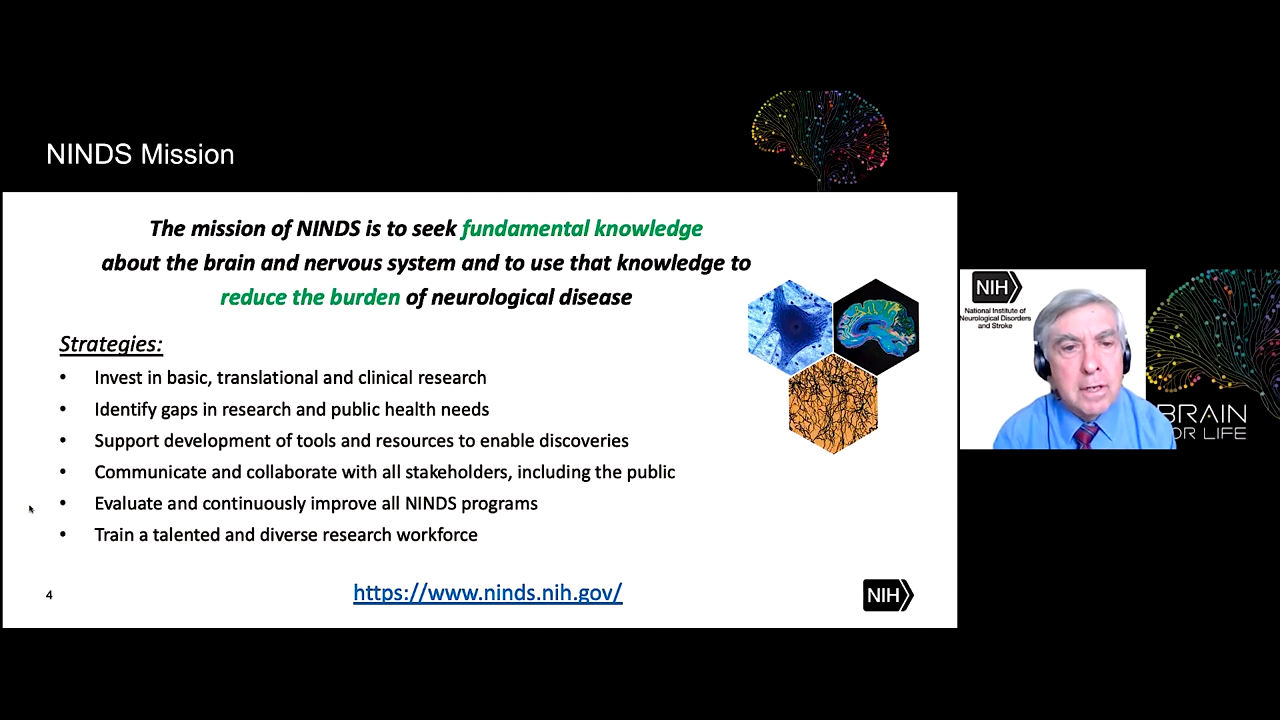 NINDS Mission
The mission of NINDS is to seek fundamental knowledge
about the brain and nervous system and to use that knowledge to
reduce the burden of neurological disease
Strategies:
• Invest in basic, translational and clinical research
• Identify gaps in research and public health needs
• Support development of tools and resources to enable discoveries
• Communicate and collaborate with all stakeholders, including the public
• Evaluate and continuously improve all NINDS programs
• Train a talented and diverse research workforce
4
https://www.ninds.nih.gov/
NIH
NIH
National Institute of
Neurological Disorders
and Stroke
BRAIN
OR LIFE